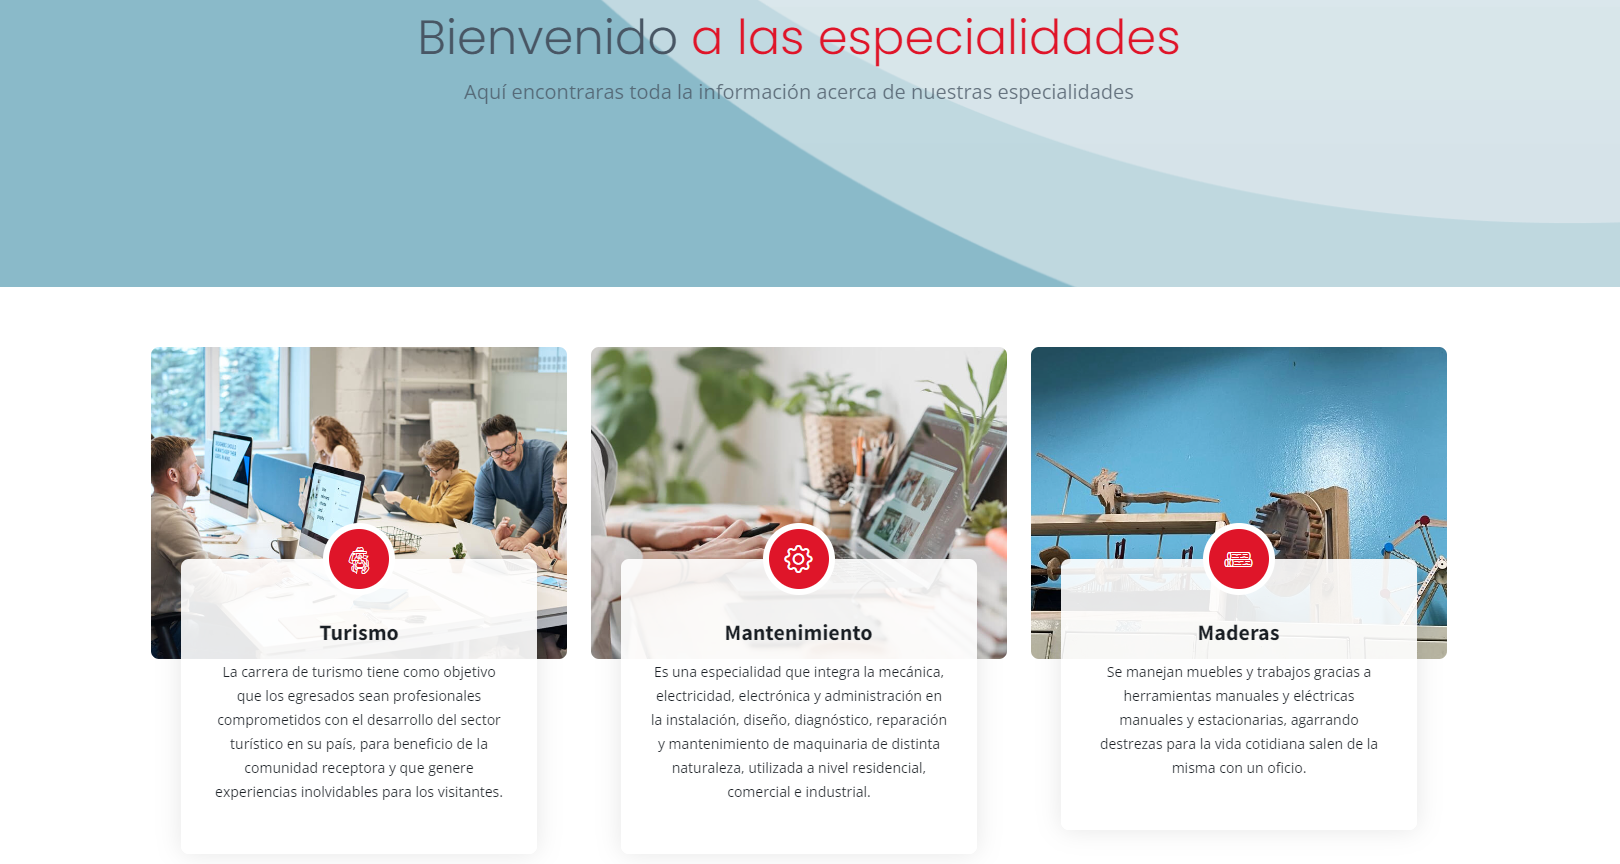 Bienvenido a las especialidades
Aquí encontraras toda la información acerca de nuestras especialidades
Turismo
La carrera de turismo tiene como objetivo
que los egresados sean profesionales
comprometidos con el desarrollo del sector
turístico en su país, para beneficio de la
comunidad receptora y que genere
experiencias inolvidables para los visitantes.
Mantenimiento
Es una especialidad que integra la mecánica,
electricidad, electrónica y administración en
la instalación, diseño, diagnóstico, reparación
y mantenimiento de maquinaria de distinta
naturaleza, utilizada a nivel residencial,
comercial e industrial.
Maderas
Se manejan muebles y trabajos gracias a
herramientas manuales y eléctricas
manuales y estacionarias, agarrando
destrezas para la vida cotidiana salen de la
misma con un oficio.